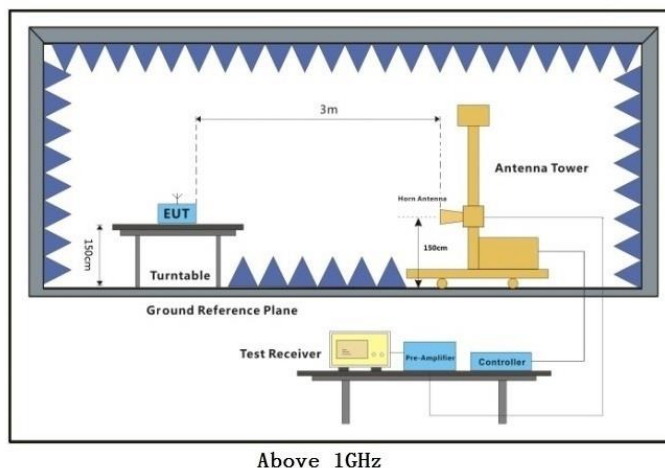 3m
Antenna Tower
Horn Antenna
EUT
150cm
150cm
Turntable
Ground Reference Plane
Test Receiver
Pre-Amplifier
Controller
Above 1GHz